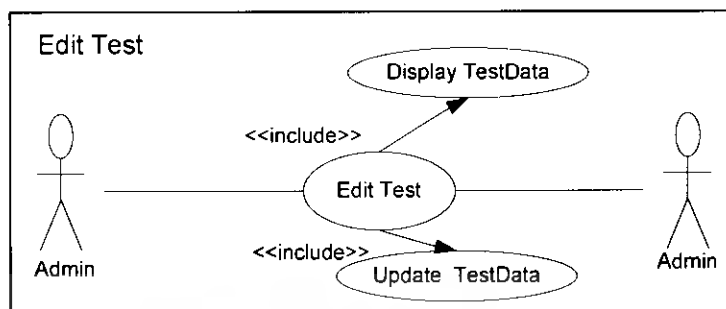 Edit Test
Display TestData
<<include>>
Edit Test
<<include>>
Update TestData
Admin
Admin